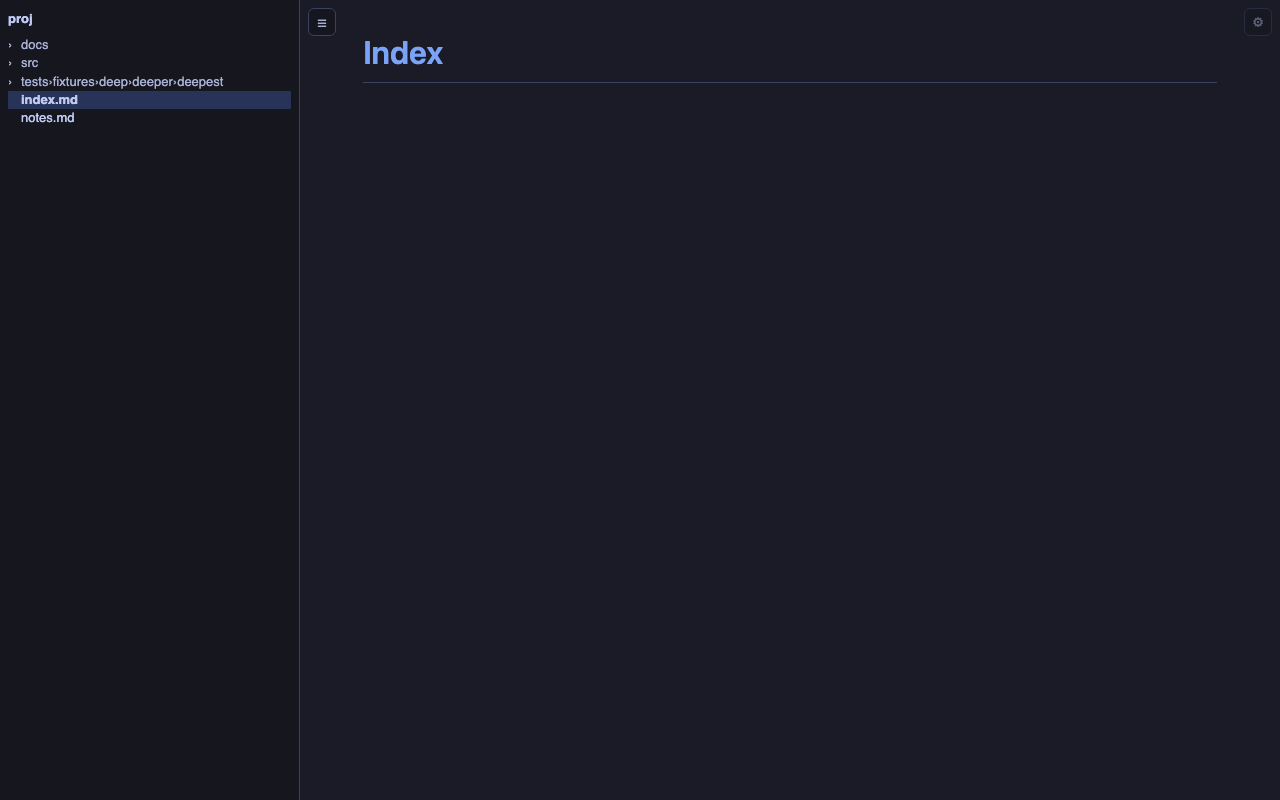 proj
› docs
› src
› tests›fixtures›deep›deeper›deepest
index.md
notes.md
≡
Index
⚙